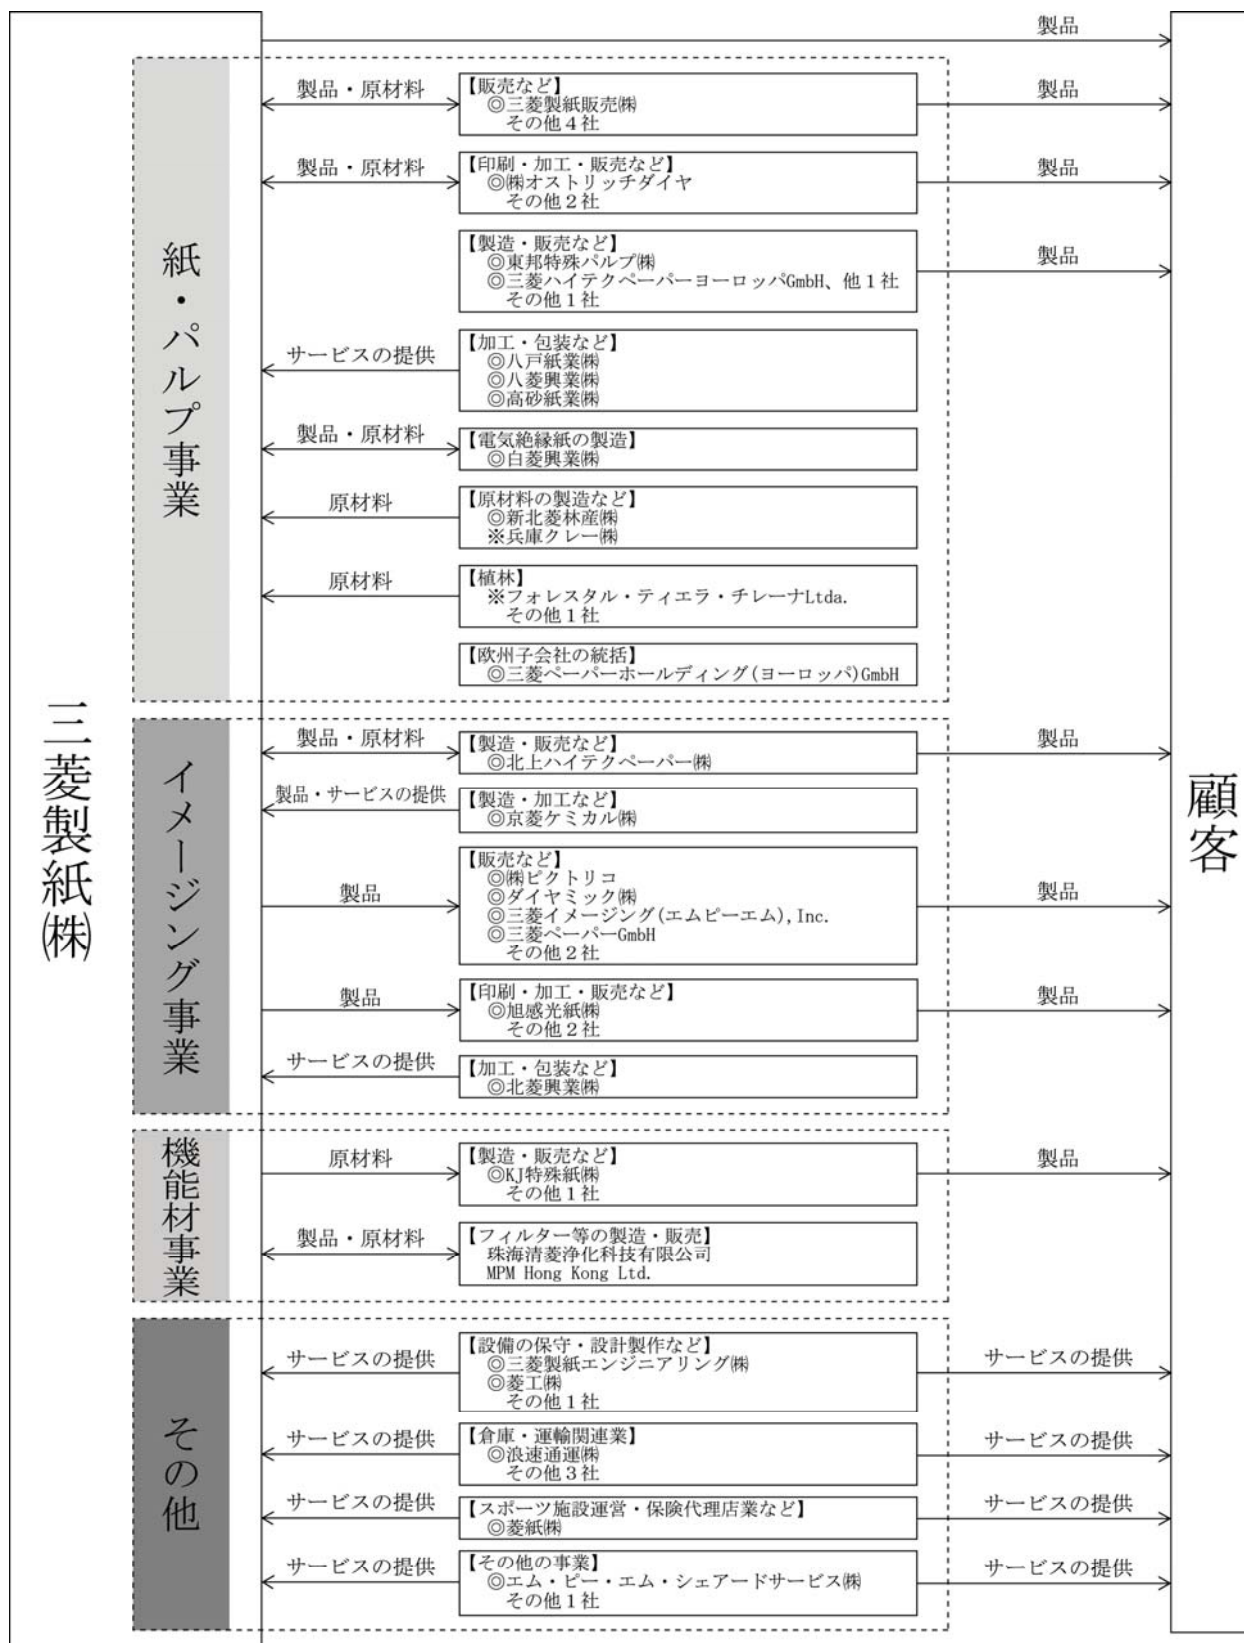 三菱製紙㈱
顧客
製品
紙・パルプ事業
製品・原材料
【販売など】
◎三菱製紙販売㈱
その他4社
製品
製品・原材料
【印刷・加工・販売など】
◎㈱オストリッチダイヤ
その他2社
製品
【製造・販売など】
◎東邦特殊パルプ㈱
◎三菱ハイテクペーパーヨーロッパGmbH、他1社
その他1社
製品
サービスの提供
【加工・包装など】
◎八戸紙業㈱
◎八菱興業㈱
◎高砂紙業㈱
製品・原材料
【電気絶縁紙の製造】
◎白菱興業㈱
原材料
【原材料の製造など】
◎新北菱林産㈱
※兵庫クレー㈱
原材料
【植林】
※フォレスタル・ティエラ・チレーナLtda.
その他1社
【欧州子会社の統括】
◎三菱ペーパーホールディング(ヨーロッパ)GmbH
イメージング事業
製品・原材料
【製造・販売など】
◎北上ハイテクペーパー㈱
製品
製品・サービスの提供
【製造・加工など】
◎京菱ケミカル㈱
製品
【販売など】
◎㈱ピクトリコ
◎ダイヤミック㈱
◎三菱イメージング(エムピーエム),Inc.
◎三菱ペーパーGmbH
その他2社
製品
製品
【印刷・加工・販売など】
◎旭感光紙㈱
その他2社
製品
サービスの提供
【加工・包装など】
◎北菱興業㈱
機能材事業
原材料
【製造・販売など】
◎KJ特殊紙㈱
その他1社
製品
製品・原材料
【フィルター等の製造・販売】
珠海清菱浄化科技有限公司
MPM Hong Kong Ltd.
その他
サービスの提供
【設備の保守・設計製作など】
◎三菱製紙エンジニアリング㈱
◎菱工㈱
その他1社
サービスの提供
サービスの提供
【倉庫・運輸関連業】
◎浪速通運㈱
その他3社
サービスの提供
サービスの提供
【スポーツ施設運営・保険代理店業など】
◎菱紙㈱
サービスの提供
サービスの提供
【その他の事業】
◎エム・ピー・エム・シェアードサービス㈱
その他1社
サービスの提供